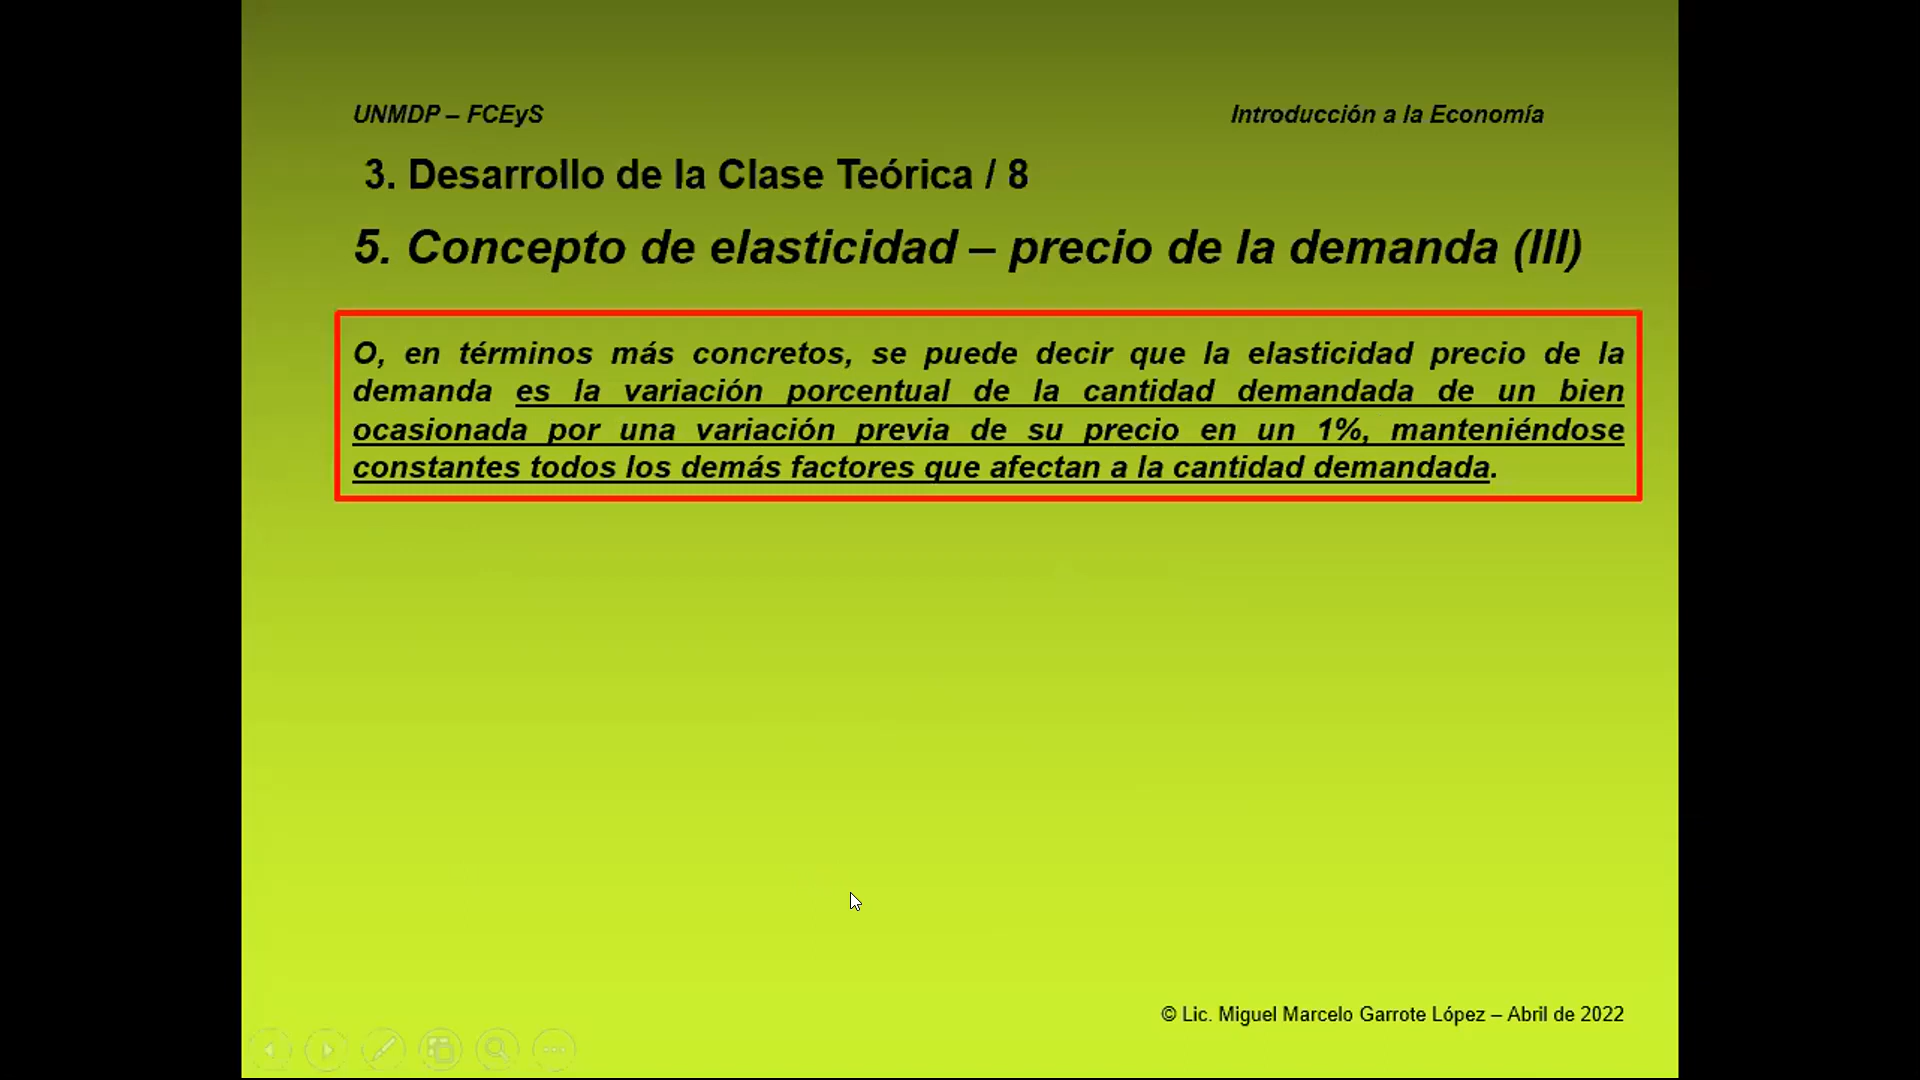 UNMDP – FCEyS
Introducción a la Economía
3. Desarrollo de la Clase Teórica / 8
5. Concepto de elasticidad – precio de la demanda (III)
O, en términos más concretos, se puede decir que la elasticidad precio de la
demanda es la variación porcentual de la cantidad demandada de un bien
ocasionada por una variación previa de su precio en un 1%, manteniéndose
constantes todos los demás factores que afectan a la cantidad demandada.
© Lic. Miguel Marcelo Garrote López – Abril de 2022